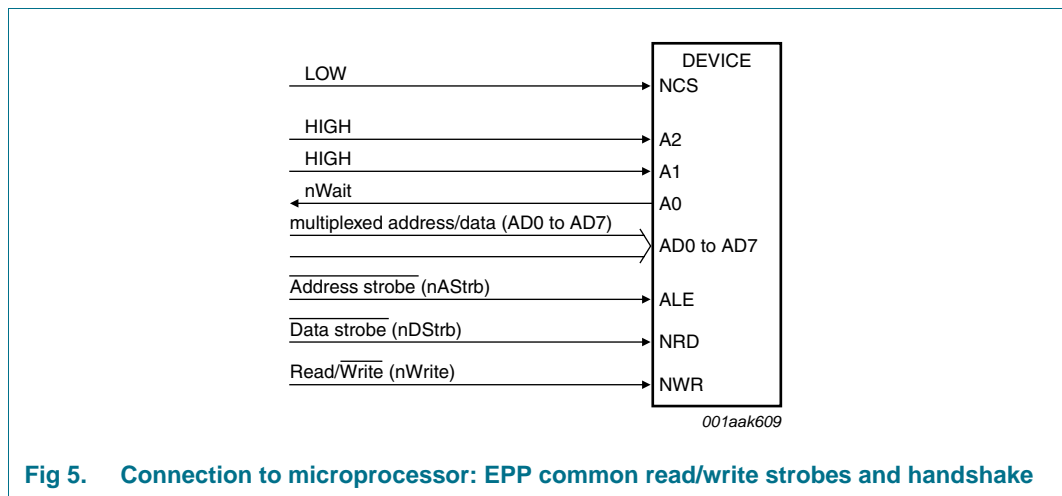 DEVICE
LOW
NCS
HIGH
A2
HIGH
A1
nWait
A0
multiplexed address/data (AD0 to AD7)
AD0 to AD7
Address strobe (nAStrb)
ALE
Data strobe (nDStrb)
NRD
Read/Write (nWrite)
NWR
001aak609
Fig 5. Connection to microprocessor: EPP common read/write strobes and handshake